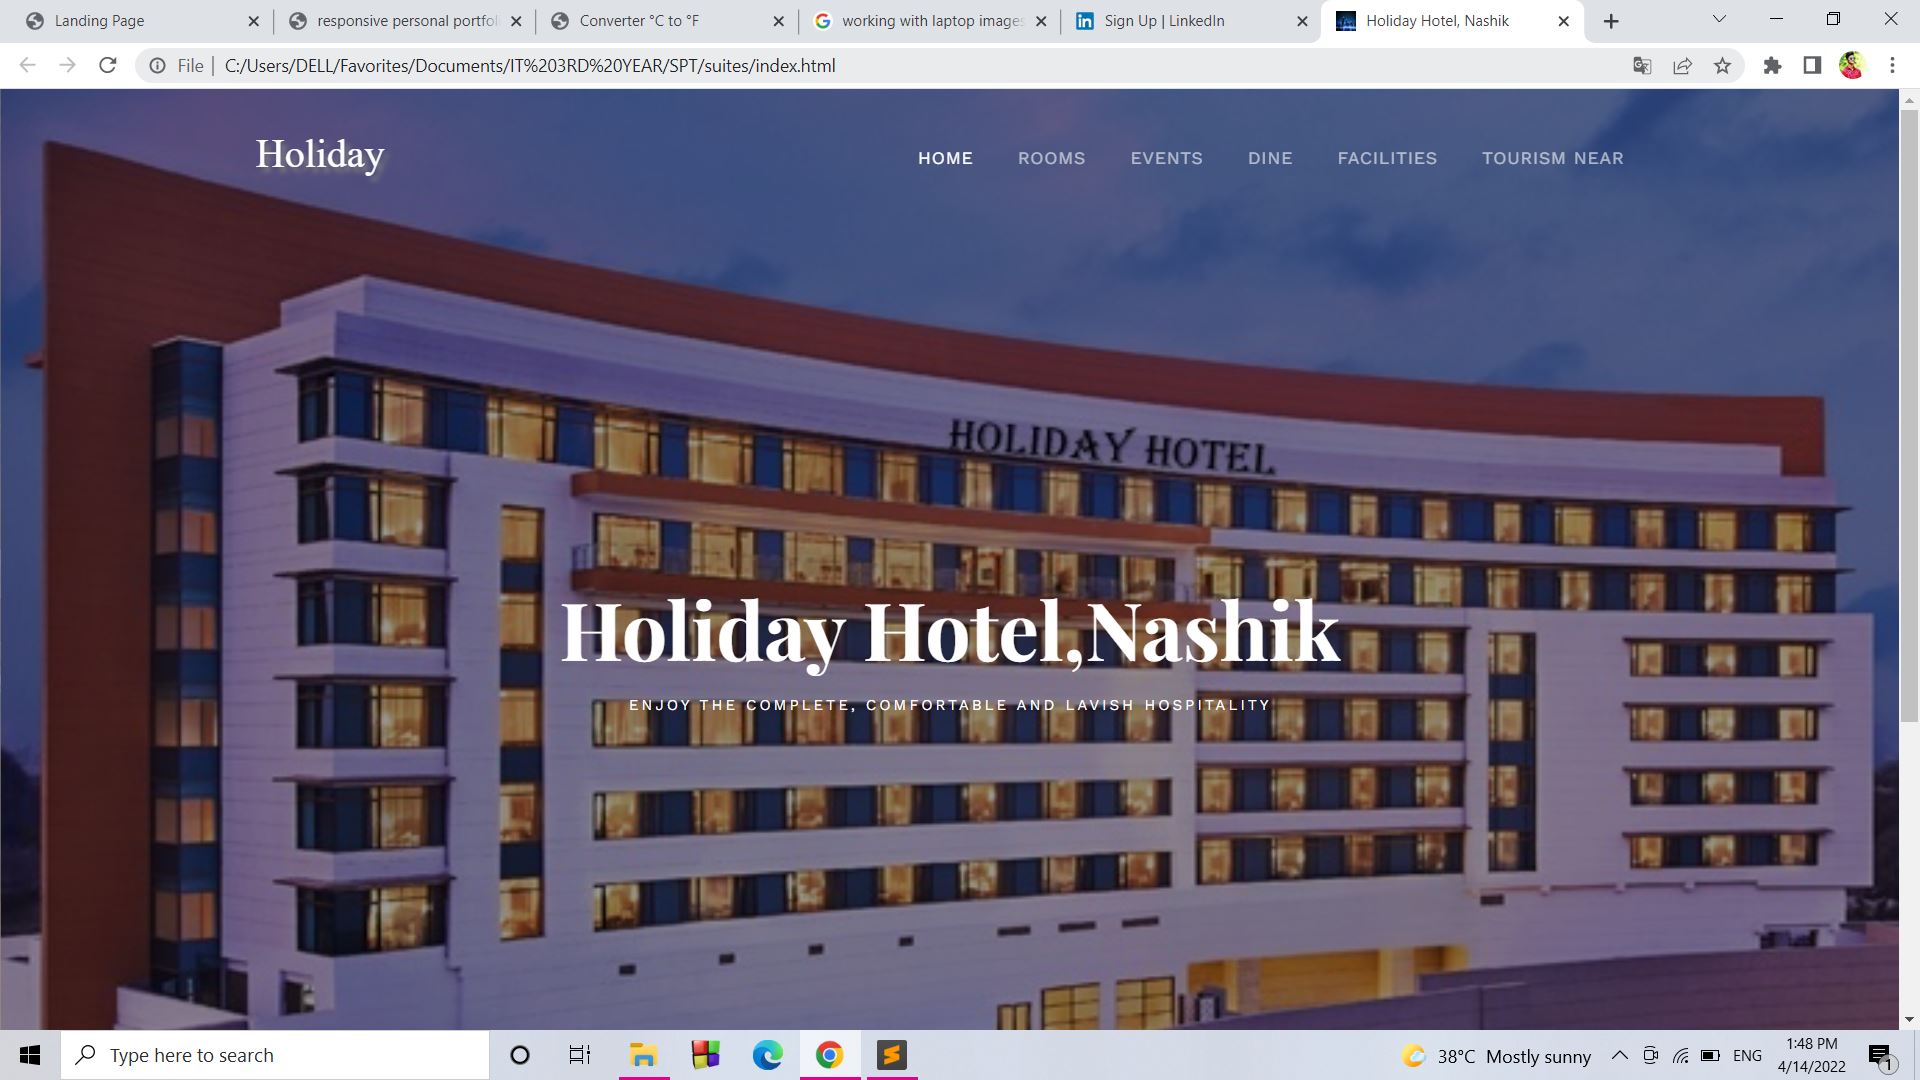 Landing Page
responsive personal portfoli
Converter °C to °F
working with laptop images
Sign Up | LinkedIn
Holiday Hotel, Nashik
File | C:/Users/DELL/Favorites/Documents/IT%203RD%20YEAR/SPT/suites/index.html
Holiday
HOME ROOMS EVENTS DINE FACILITIES TOURISM NEAR
HOLIDAY HOTEL
Holiday Hotel,Nashik
ENJOY THE COMPLETE, COMFORTABLE AND LAVISH HOSPITALITY
Type here to search
38°C Mostly sunny
ENG
1:48 PM
4/14/2022
1